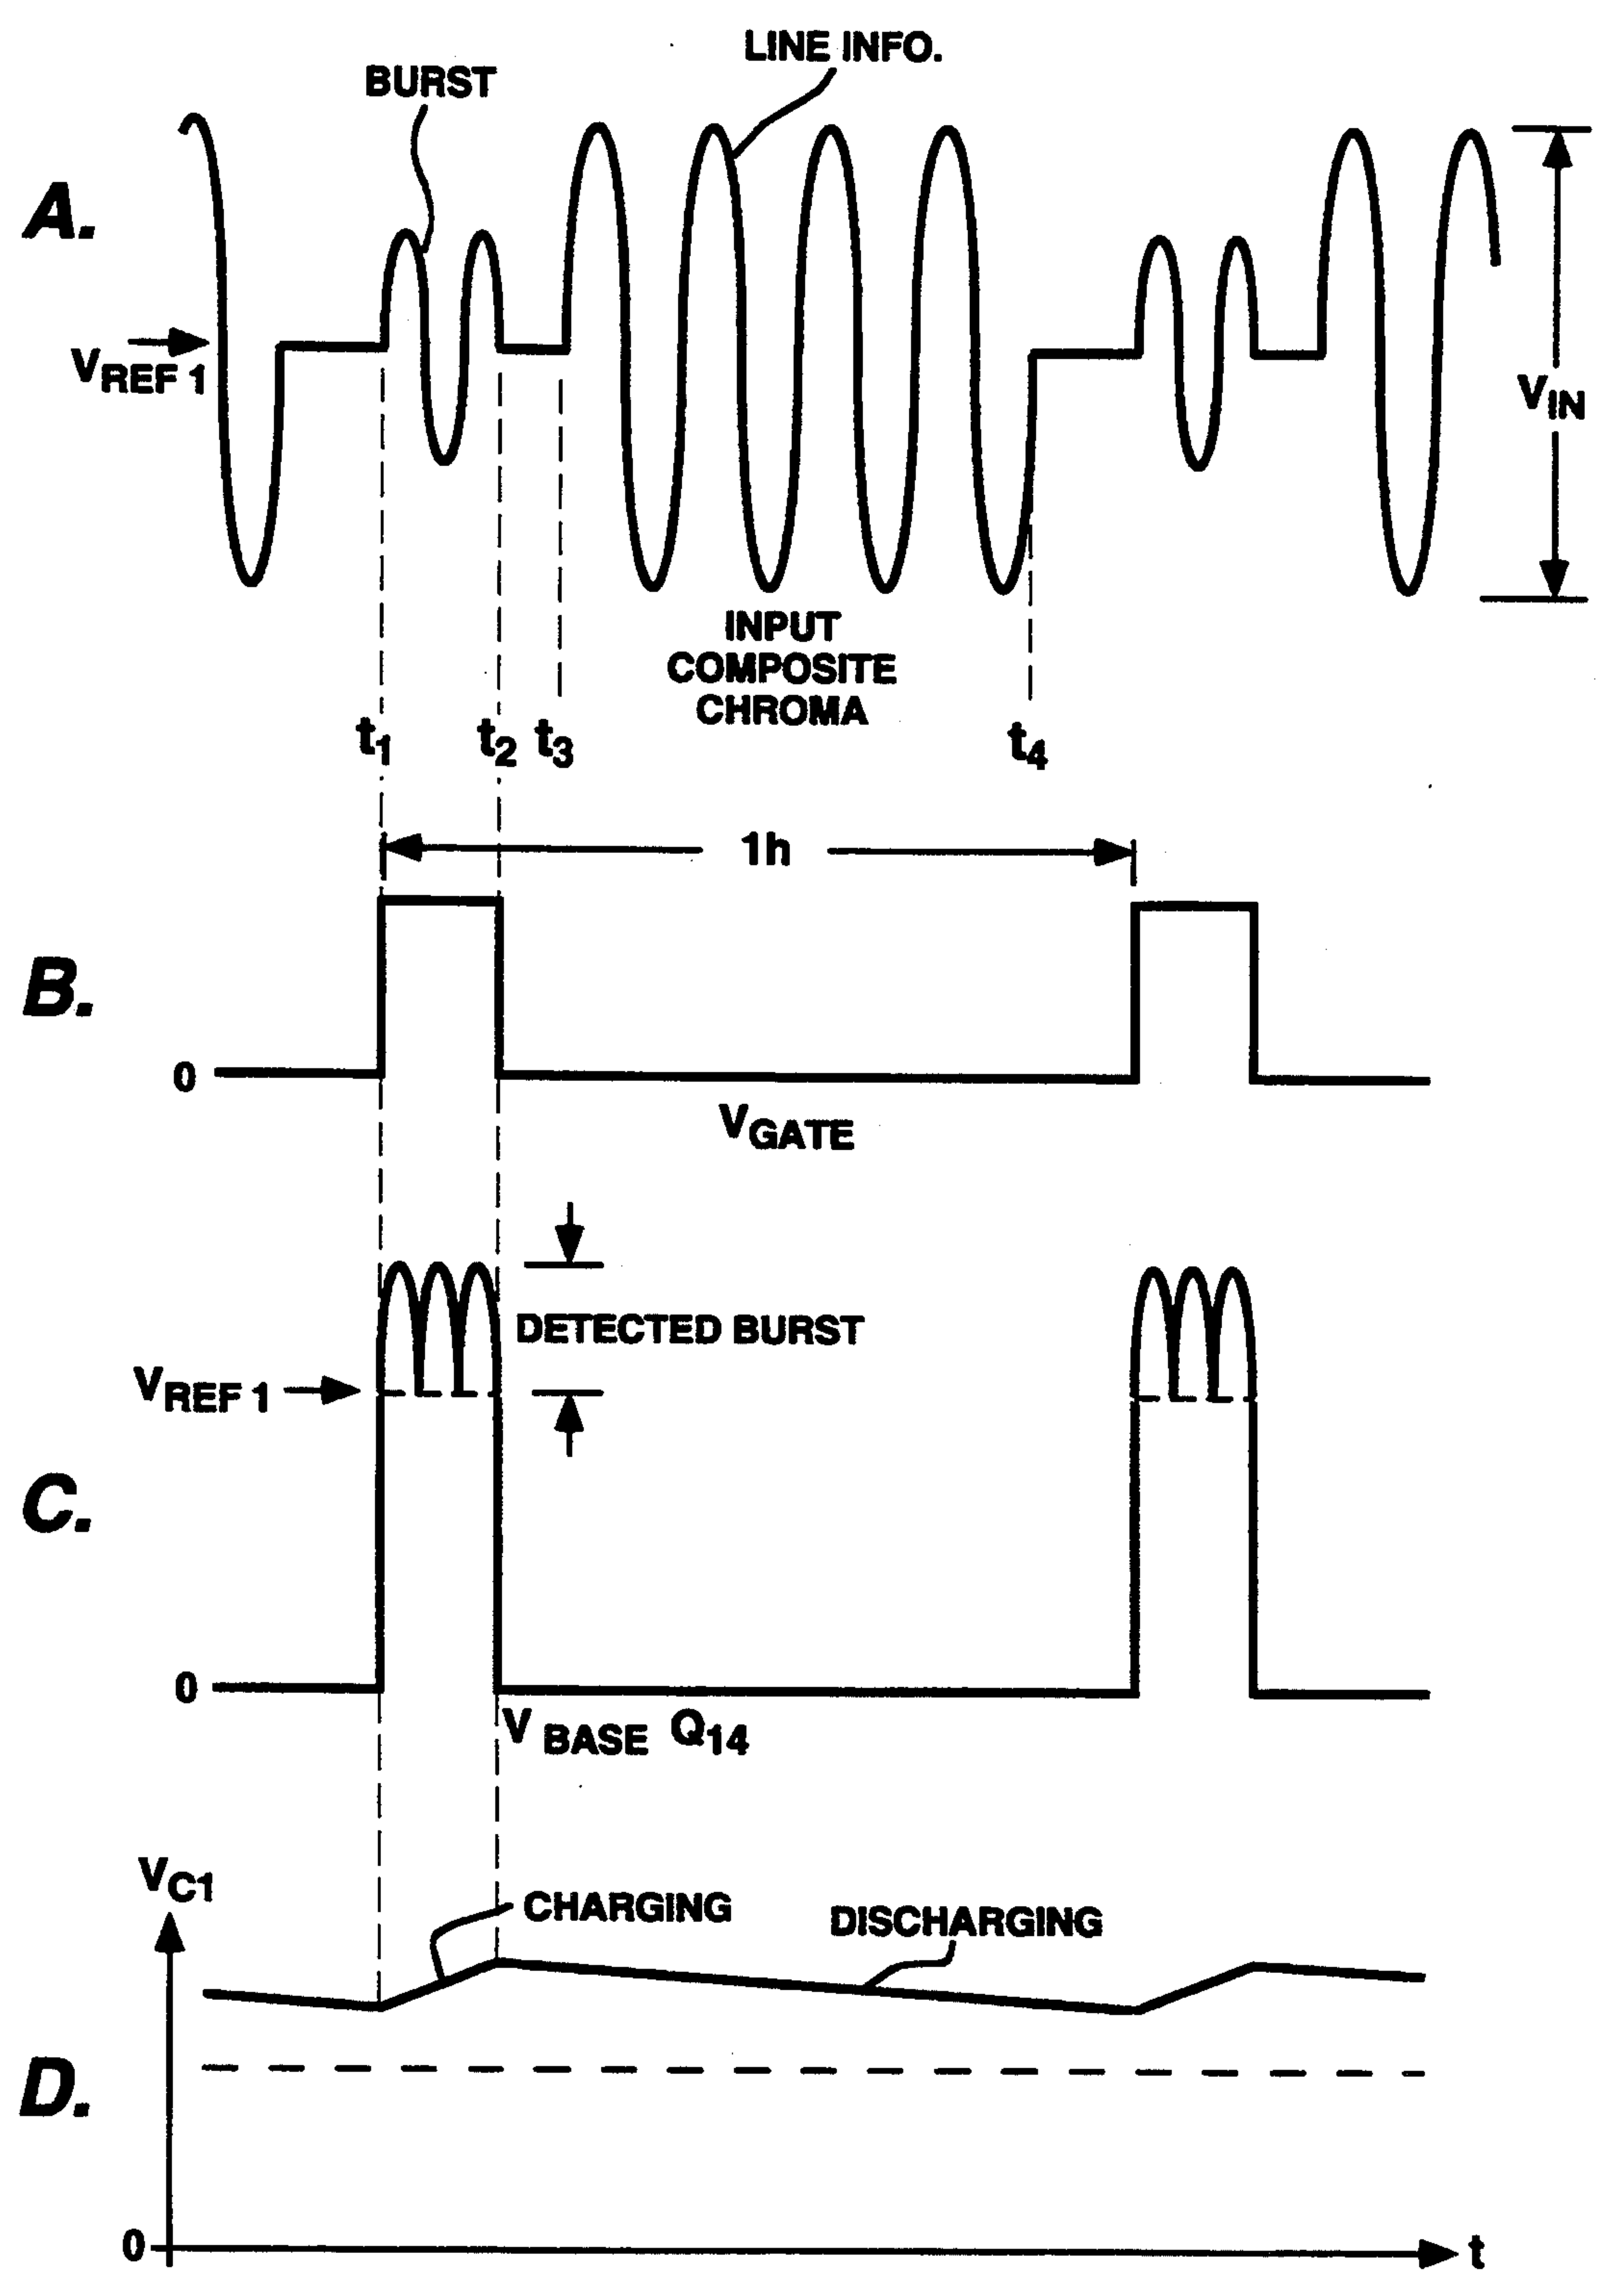 LINE INFO.
BURST
A.
VREF 1
VIN
INPUT
COMPOSITE
CHROMA
t1 t2 t3 t4
1h
B.
0
VGATE
DETECTED BURST
VREF 1
C.
0
V BASE Q14
VC1
CHARGING
DISCHARGING
D.
0
t